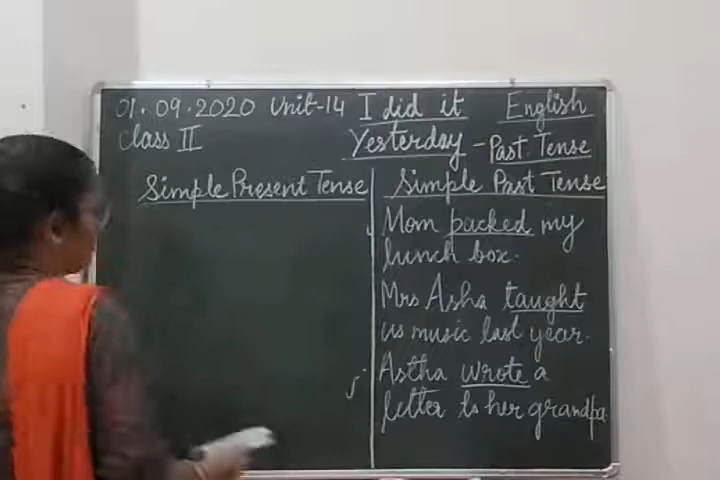 01.09.2020 Unit-14 I did it English
Class II Yesterday - Past Tense
Simple Present Tense
Simple Past Tense
Mom packed my
lunch box.
Mrs Asha taught
us music last year.
Astha wrote a
letter to her grandpa.